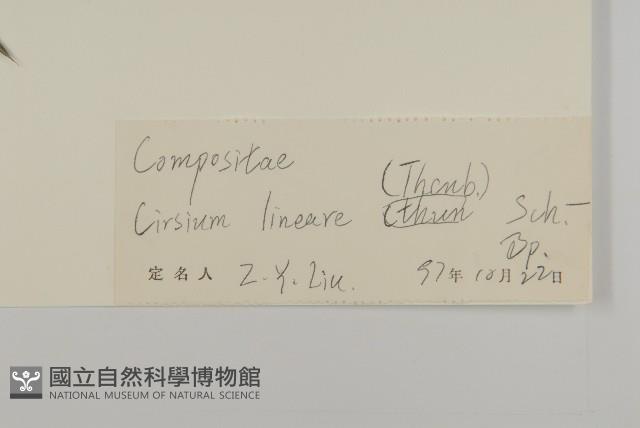 Compositae
(Thunb.)
Cirsium lineare (Thun Sch.-
Bp.
定名人 Z. Y. Liu. 97年10月22日
國立自然科學博物館
NATIONAL MUSEUM OF NATURAL SCIENCE